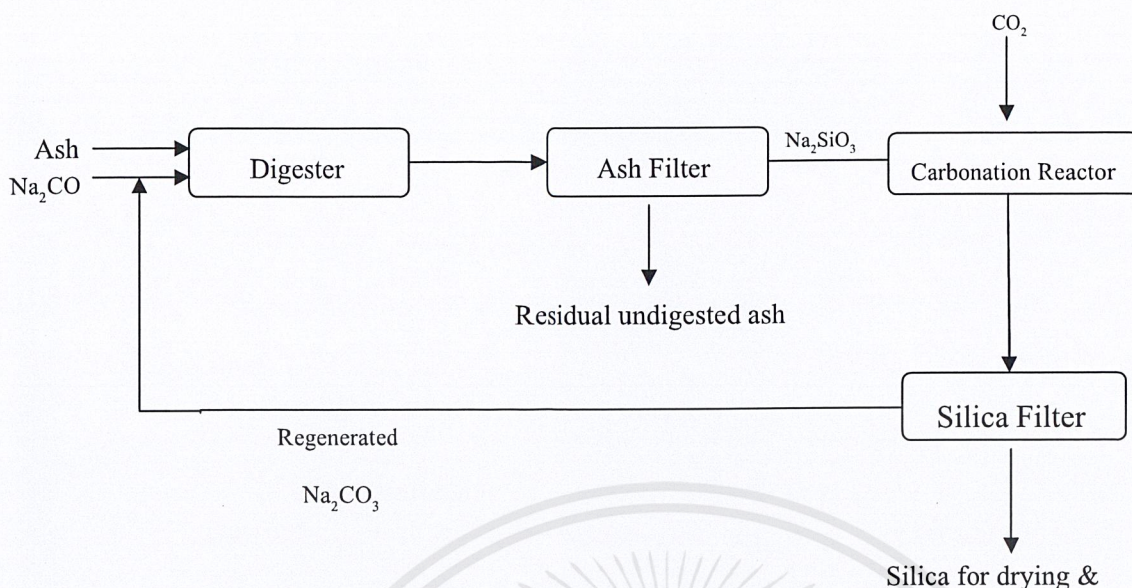 CO₂
Ash
Na₂CO
Digester
Ash Filter
Na₂SiO₃
Carbonation Reactor
Residual undigested ash
Silica Filter
Regenerated
Na₂CO₃
Silica for drying &